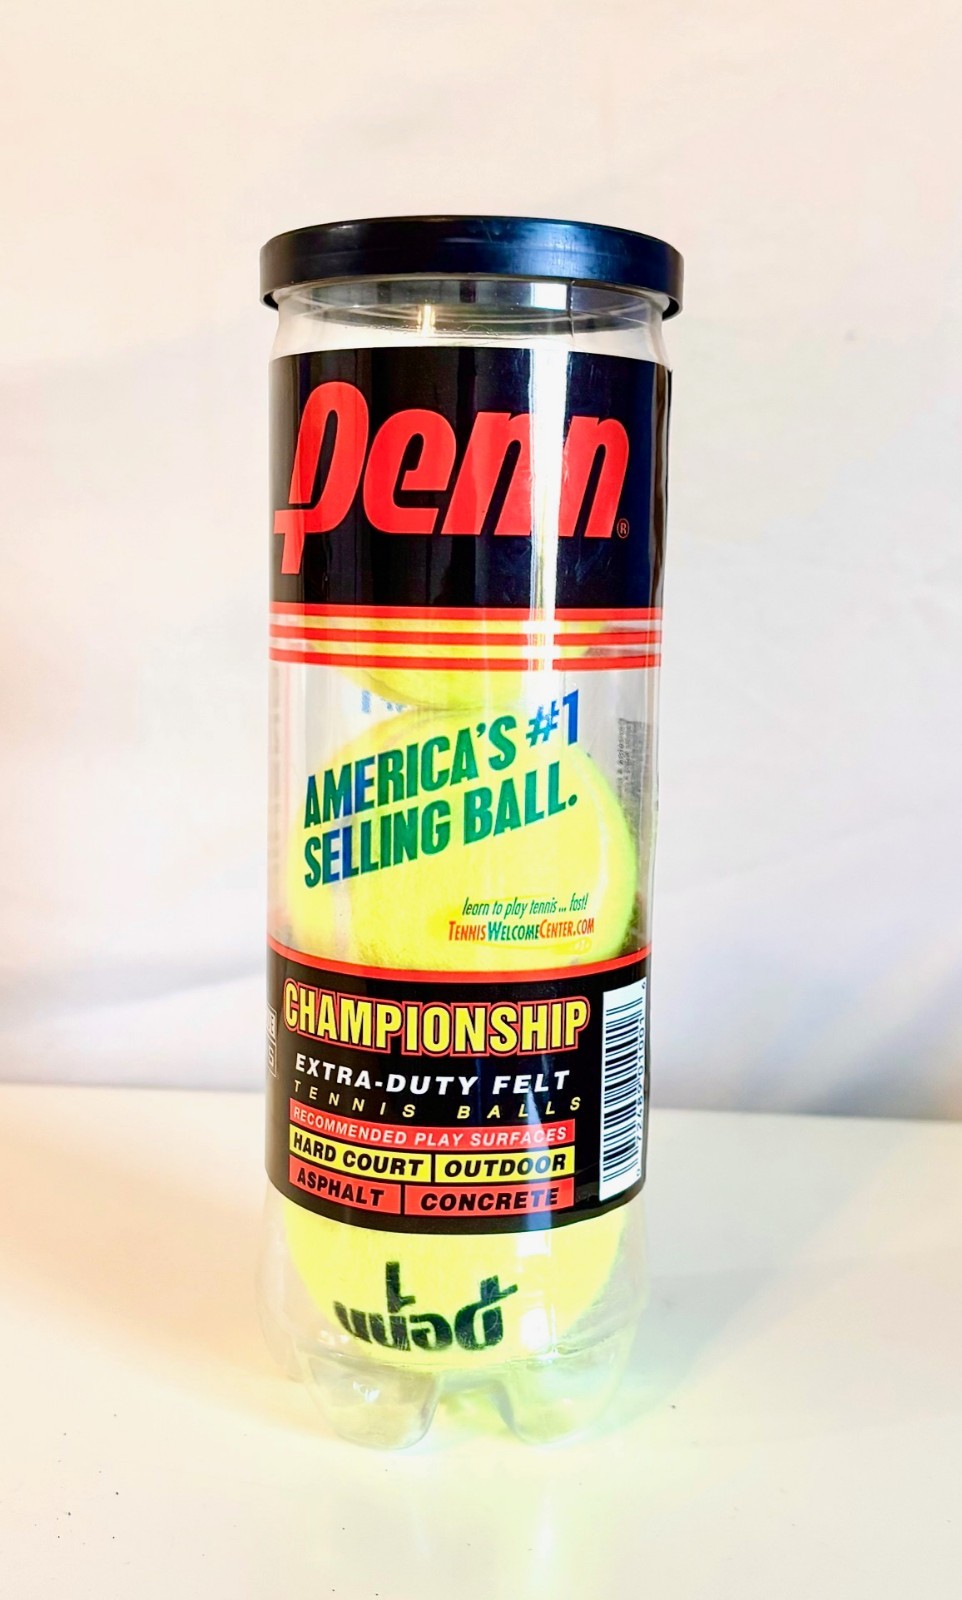 Penn®
AMERICA'S #1
SELLING BALL.
learn to play tennis ... fast!
TENNISWELCOMECENTER.COM
CHAMPIONSHIP
EXTRA-DUTY FELT
TENNIS BALLS
RECOMMENDED PLAY SURFACES
HARD COURT OUTDOOR
ASPHALT CONCRETE
Penn